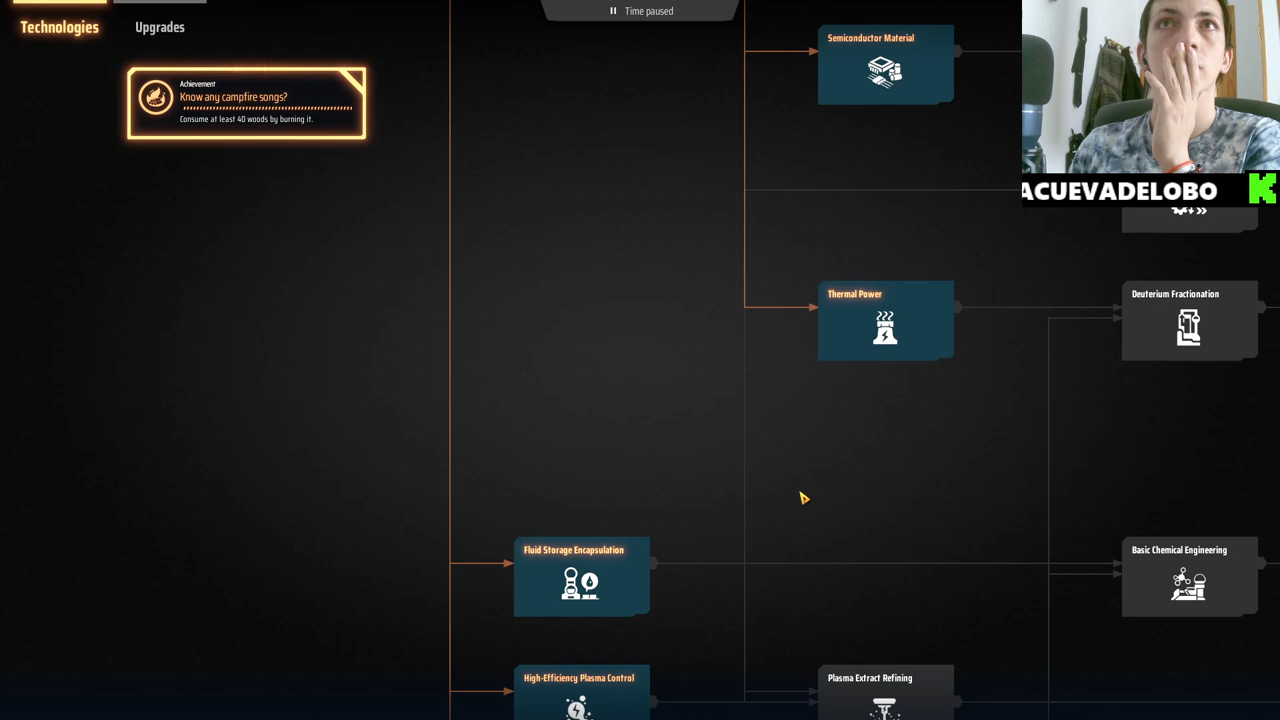 Technologies
Upgrades
Time paused
Achievement
Know any campfire songs?
Consume at least 40 woods by burning it.
Semiconductor Material
ACUEVADELOBO
Thermal Power
Deuterium Fractionation
Fluid Storage Encapsulation
Basic Chemical Engineering
High-Efficiency Plasma Control
Plasma Extract Refining